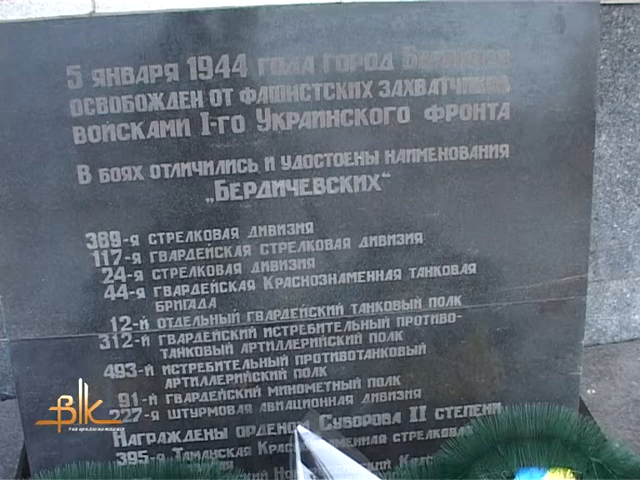 5 ЯНВАРЯ 1944 ГОДА ГОРОД
ОСВОБОЖДЕН ОТ ФАШИСТСКИХ ЗАХВАТЧИКОВ
ВОЙСКАМИ I-ГО УКРАИНСКОГО ФРОНТА
В БОЯХ ОТЛИЧИЛИСЬ И УДОСТОЕНЫ НАИМЕНОВАНИЯ
„БЕРДИЧЕВСКИХ“
389-Я СТРЕЛКОВАЯ ДИВИЗИЯ
117-Я ГВАРДЕЙСКАЯ СТРЕЛКОВАЯ ДИВИЗИЯ
24-Я СТРЕЛКОВАЯ ДИВИЗИЯ
44-Я ГВАРДЕЙСКАЯ КРАСНОЗНАМЕННАЯ ТАНКОВАЯ
БРИГАДА
12-Й ОТДЕЛЬНЫЙ ГВАРДЕЙСКИЙ ТАНКОВЫЙ ПОЛК
312-Й ГВАРДЕЙСКИЙ ИСТРЕБИТЕЛЬНЫЙ ПРОТИВО-
ТАНКОВЫЙ АРТИЛЛЕРИЙСКИЙ ПОЛК
493-Й ИСТРЕБИТЕЛЬНЫЙ ПРОТИВОТАНКОВЫЙ
АРТИЛЛЕРИЙСКИЙ ПОЛК
91-Й ГВАРДЕЙСКИЙ МИНОМЕТНЫЙ ПОЛК
227-Я ШТУРМОВАЯ АВИАЦИОННАЯ ДИВИЗИЯ
НАГРАЖДЕНЫ ОРДЕНОМ СУВОРОВА II СТЕПЕНИ
395-Я ТАМАНСКАЯ
ВІК